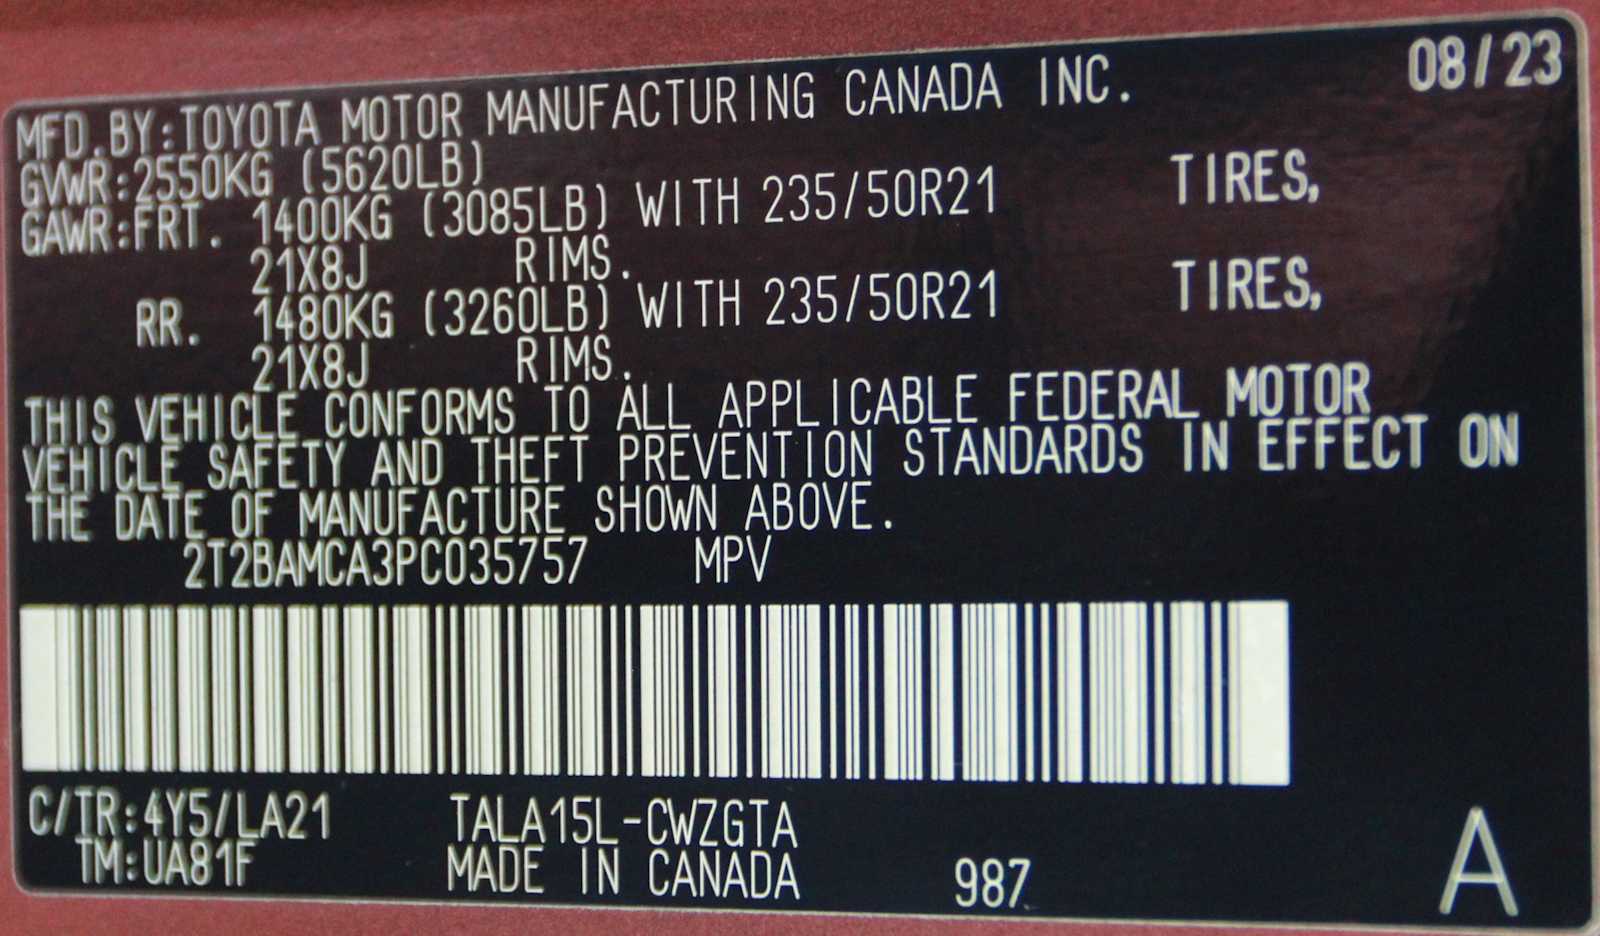 08/23
MFD.BY:TOYOTA MOTOR MANUFACTURING CANADA INC.
GVWR:2550KG (5620LB)
GAWR:FRT. 1400KG (3085LB) WITH 235/50R21 TIRES,
21X8J RIMS.
RR. 1480KG (3260LB) WITH 235/50R21 TIRES,
21X8J RIMS.
THIS VEHICLE CONFORMS TO ALL APPLICABLE FEDERAL MOTOR
VEHICLE SAFETY AND THEFT PREVENTION STANDARDS IN EFFECT ON
THE DATE OF MANUFACTURE SHOWN ABOVE.
2T2BAMCA3PC035757 MPV
C/TR:4Y5/LA21 TALA15L-CWZGTA
TM:UA81F MADE IN CANADA 987 A